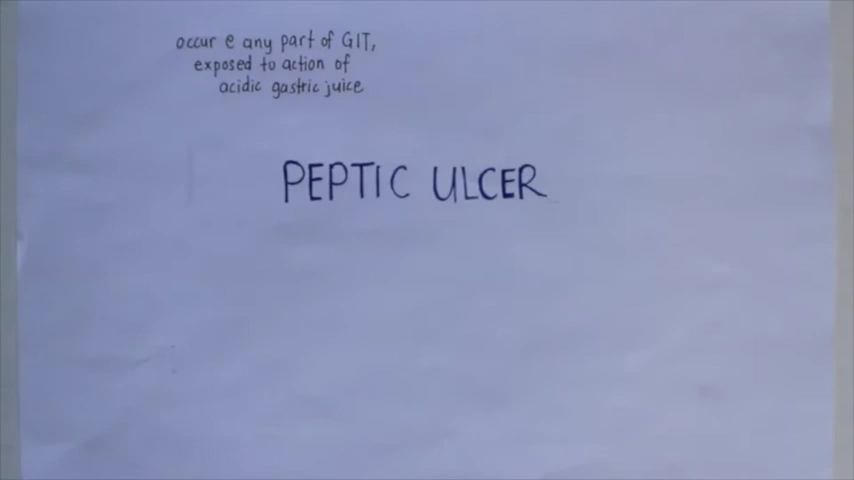 occur e any part of GIT,
exposed to action of
acidic gastric juice
PEPTIC ULCER